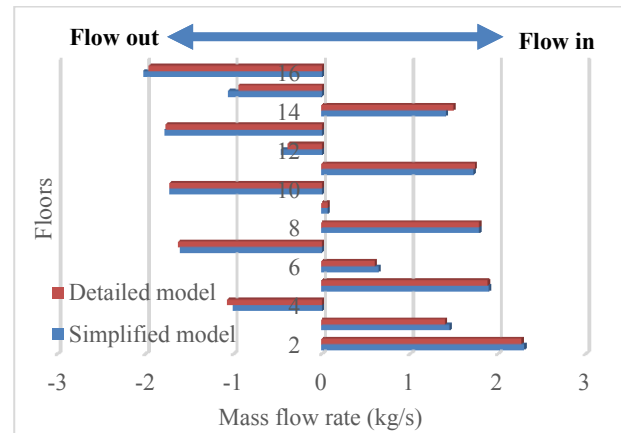 Flow out
Flow in
16
14
12
10
8
6
4
2
Floors
Detailed model
Simplified model
-3 -2 -1 0 1 2 3
Mass flow rate (kg/s)